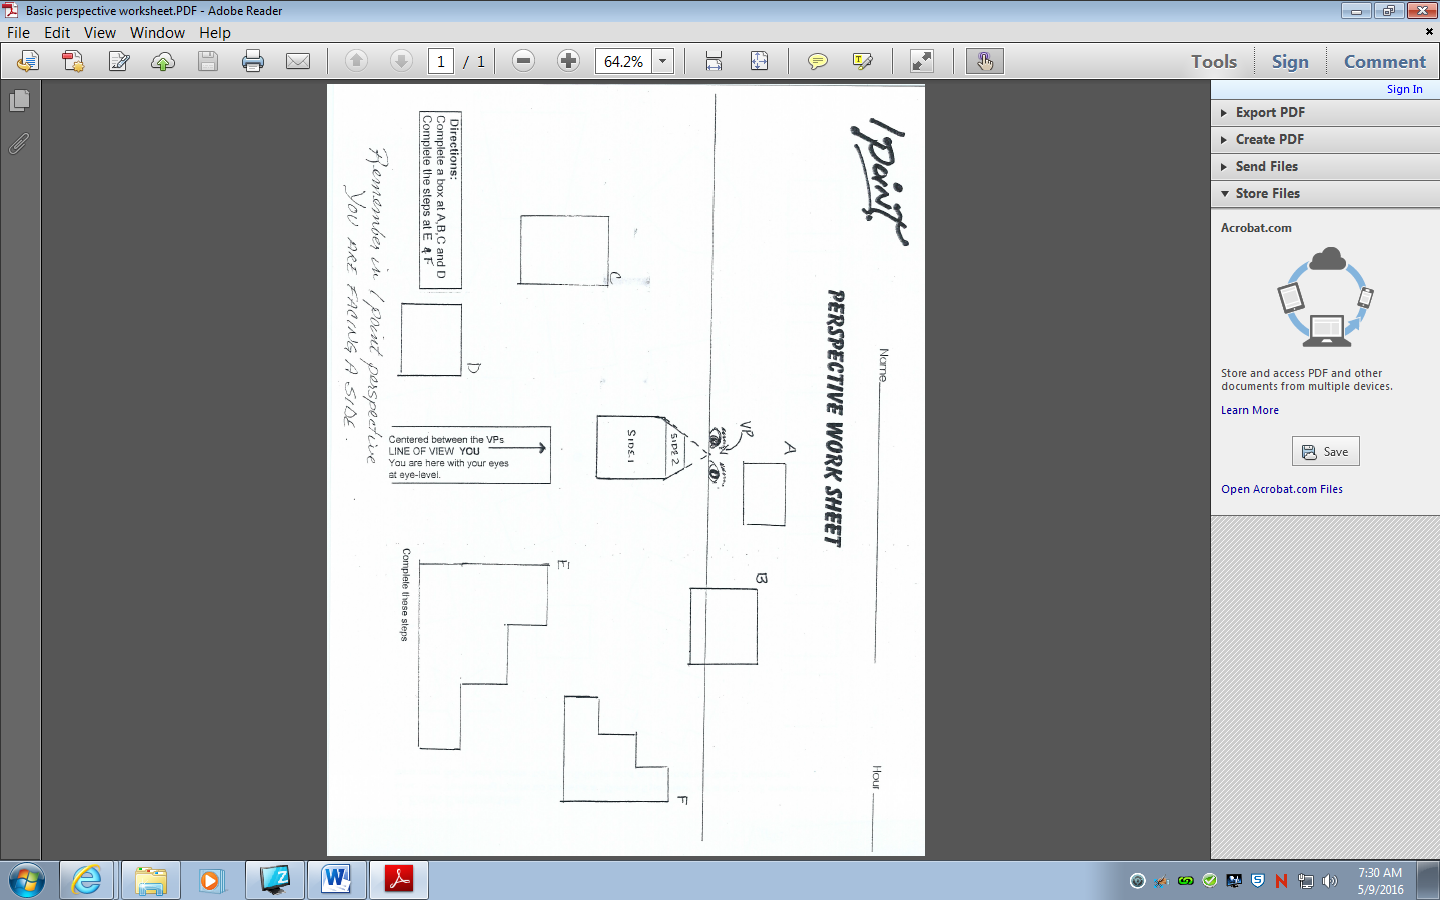 Basic perspective worksheet.PDF - Adobe Reader
File Edit View Window Help
1 / 1
64.2%
Tools Sign Comment
Sign In
Export PDF
Create PDF
Send Files
Store Files
Acrobat.com
Store and access PDF and other
documents from multiple devices.
Learn More
Save
Open Acrobat.com Files
Name
Hour
1 point.
PERSPECTIVE WORK SHEET
A
B
VP
SIDE 2
SIDE 1
C
D
E
F
Directions:
Complete a box at A,B,C and D
Complete the steps at E & F
Centered between the VPs
LINE OF VIEW YOU
You are here with your eyes
at eye-level.
Complete these steps
Remember in 1 point perspective
YOU ARE FACING A SIDE.
7:30 AM
5/9/2016